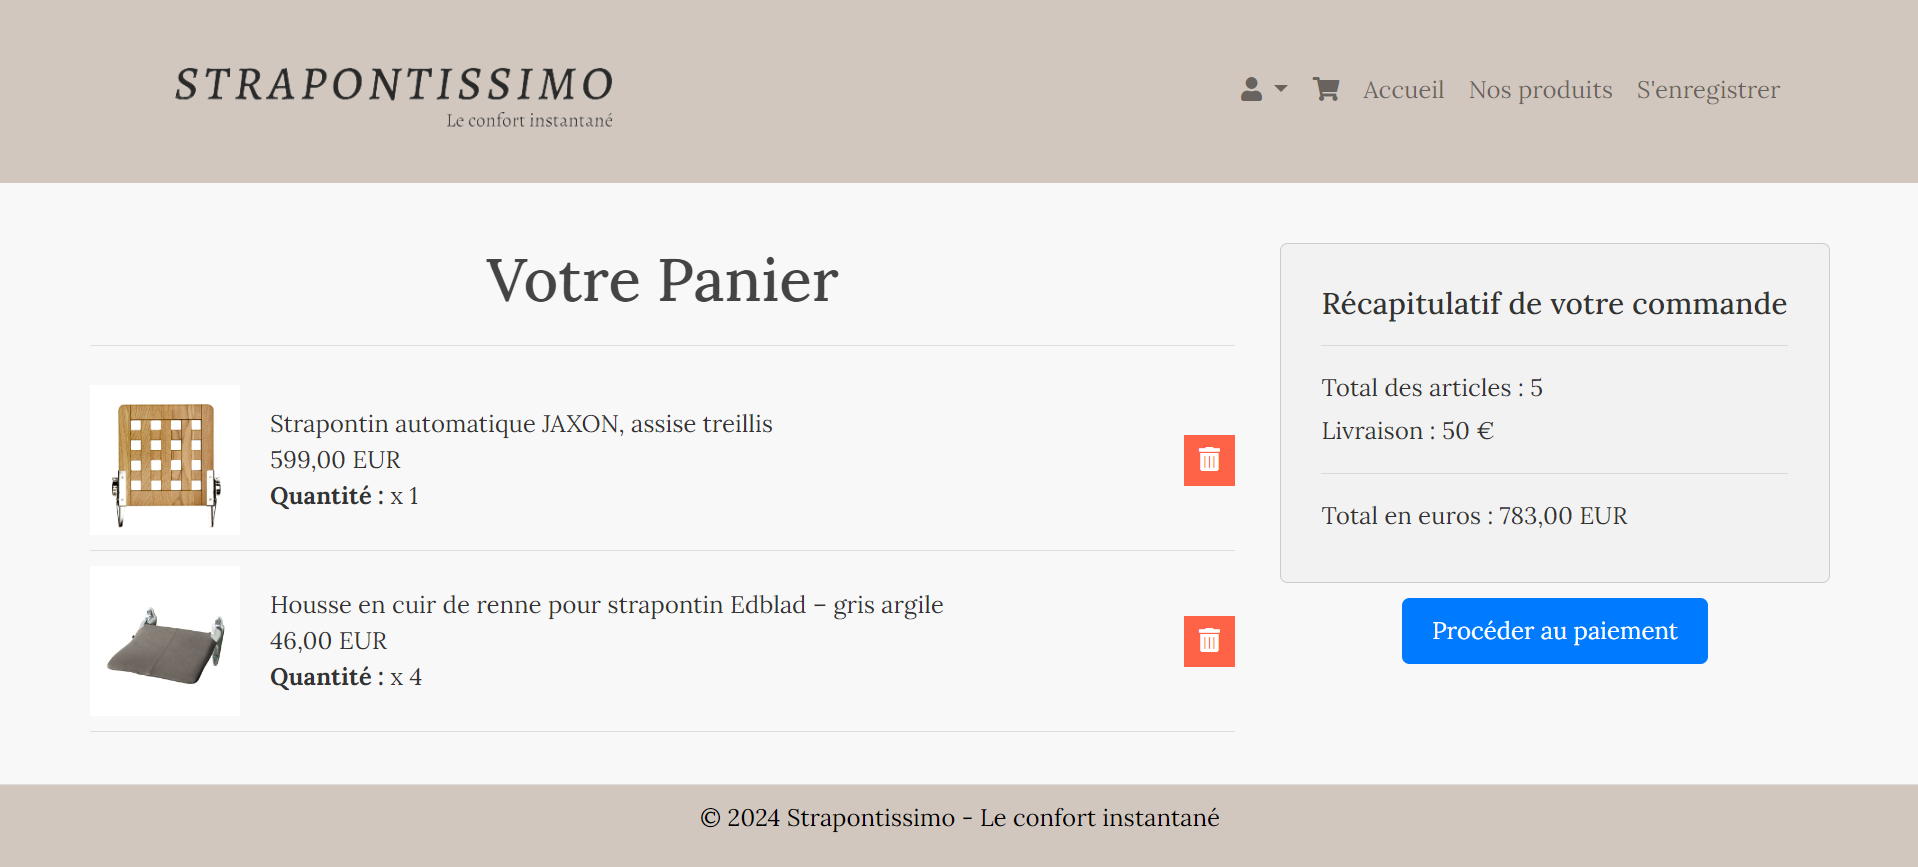 STRAPONTISSIMO
Le confort instantané
Accueil Nos produits S'enregistrer
Votre Panier
Strapontin automatique JAXON, assise treillis
599,00 EUR
Quantité : x 1
Housse en cuir de renne pour strapontin Edblad – gris argile
46,00 EUR
Quantité : x 4
Récapitulatif de votre commande
Total des articles : 5
Livraison : 50 €
Total en euros : 783,00 EUR
Procéder au paiement
© 2024 Strapontissimo - Le confort instantané